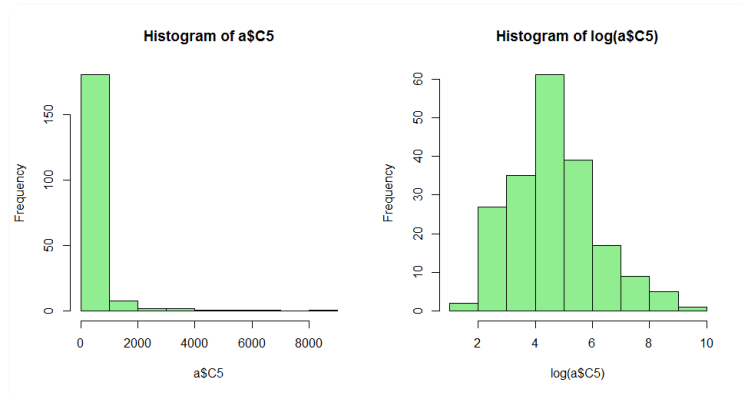 Histogram of a$C5
150
100
50
0
Frequency
0 2000 4000 6000 8000
a$C5
Histogram of log(a$C5)
60
50
40
30
20
10
0
Frequency
2 4 6 8 10
log(a$C5)